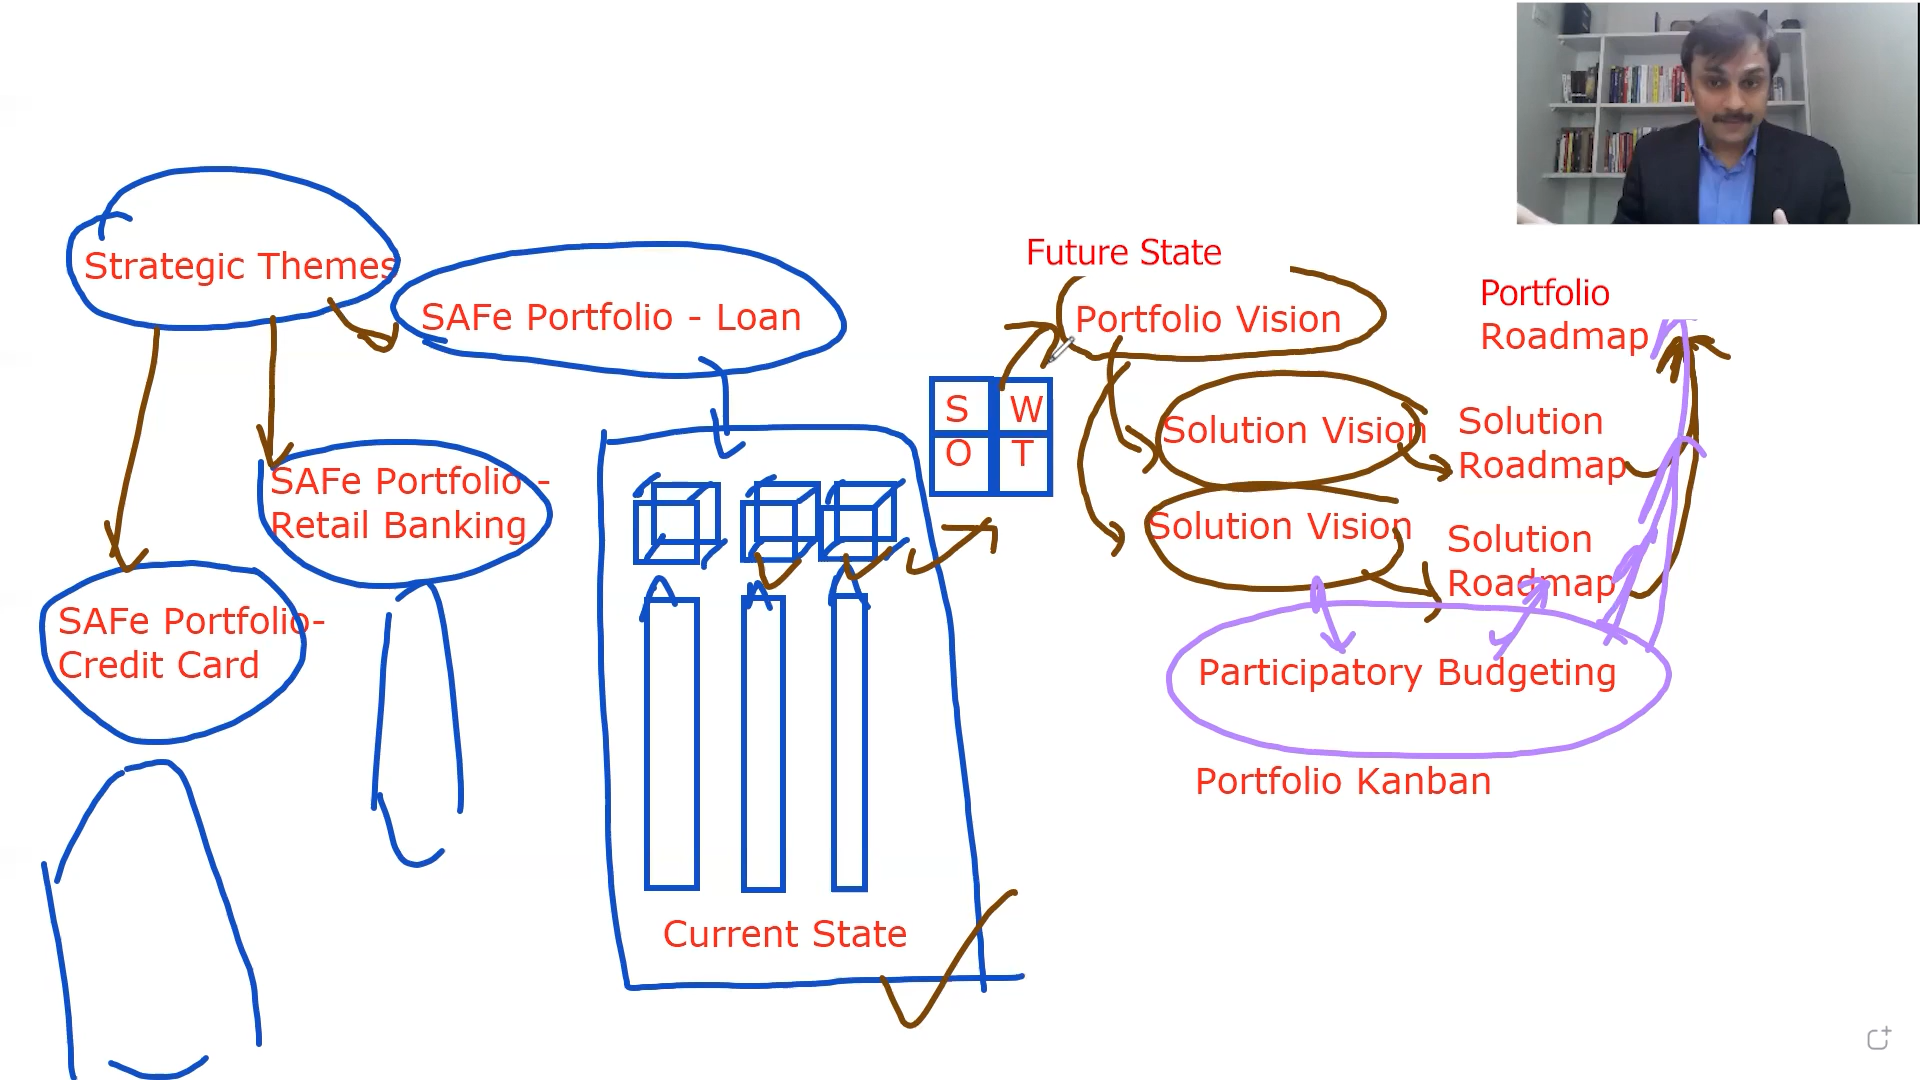 Strategic Themes
SAFe Portfolio - Loan
SAFe Portfolio -
Retail Banking
SAFe Portfolio-
Credit Card
Current State
S W
O T
Future State
Portfolio Vision
Solution Vision
Solution Vision
Portfolio
Roadmap
Solution
Roadmap
Solution
Roadmap
Participatory Budgeting
Portfolio Kanban